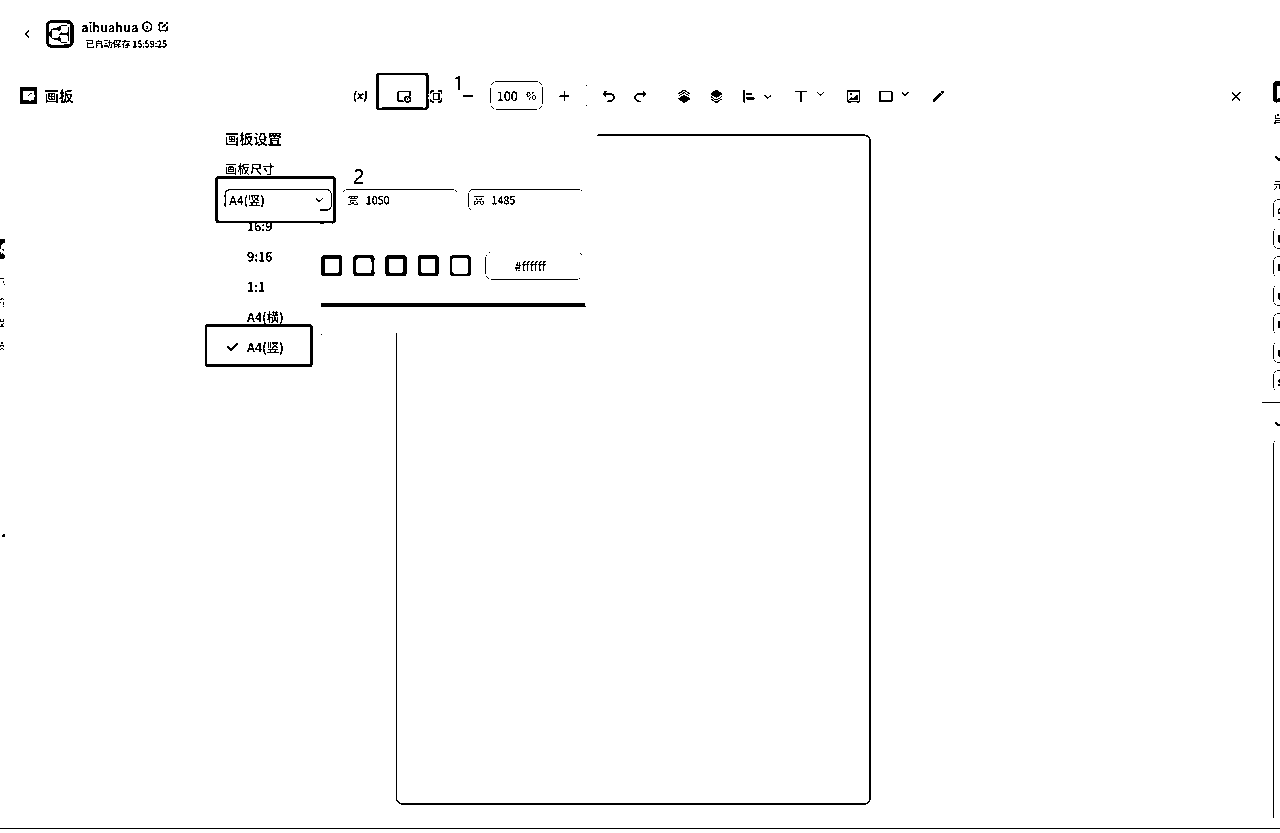 aihuahua
已自动保存 15:59:25
画板
(x)
1
100 %
T
画板设置
画板尺寸
2
A4(竖)
宽 1050
高 1485
16:9
9:16
#ffffff
1:1
A4(横)
A4(竖)